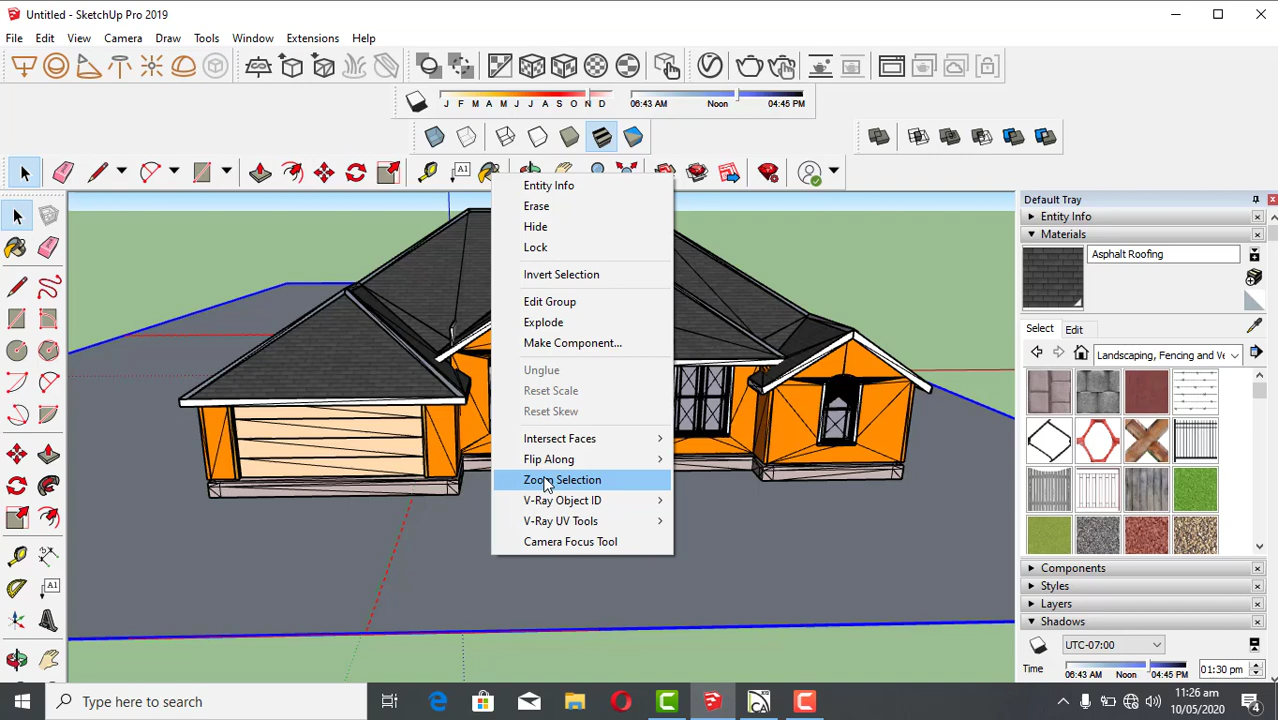 Untitled - SketchUp Pro 2019
File Edit View Camera Draw Tools Window Extensions Help
J F M A M J J A S O N D
06:43 AM Noon 04:45 PM
A1
Entity Info
Erase
Hide
Lock
Invert Selection
Edit Group
Explode
Make Component...
Unglue
Reset Scale
Reset Skew
Intersect Faces
Flip Along
Zoom Selection
V-Ray Object ID
V-Ray UV Tools
Camera Focus Tool
Default Tray
Entity Info
Materials
Asphalt Roofing
Select Edit
Landscaping, Fencing and Ve
Components
Styles
Layers
Shadows
UTC-07:00
Time 06:43 AM Noon 04:45 PM 01:30 pm
A1
Type here to search
CA
11:26 am
10/05/2020
4